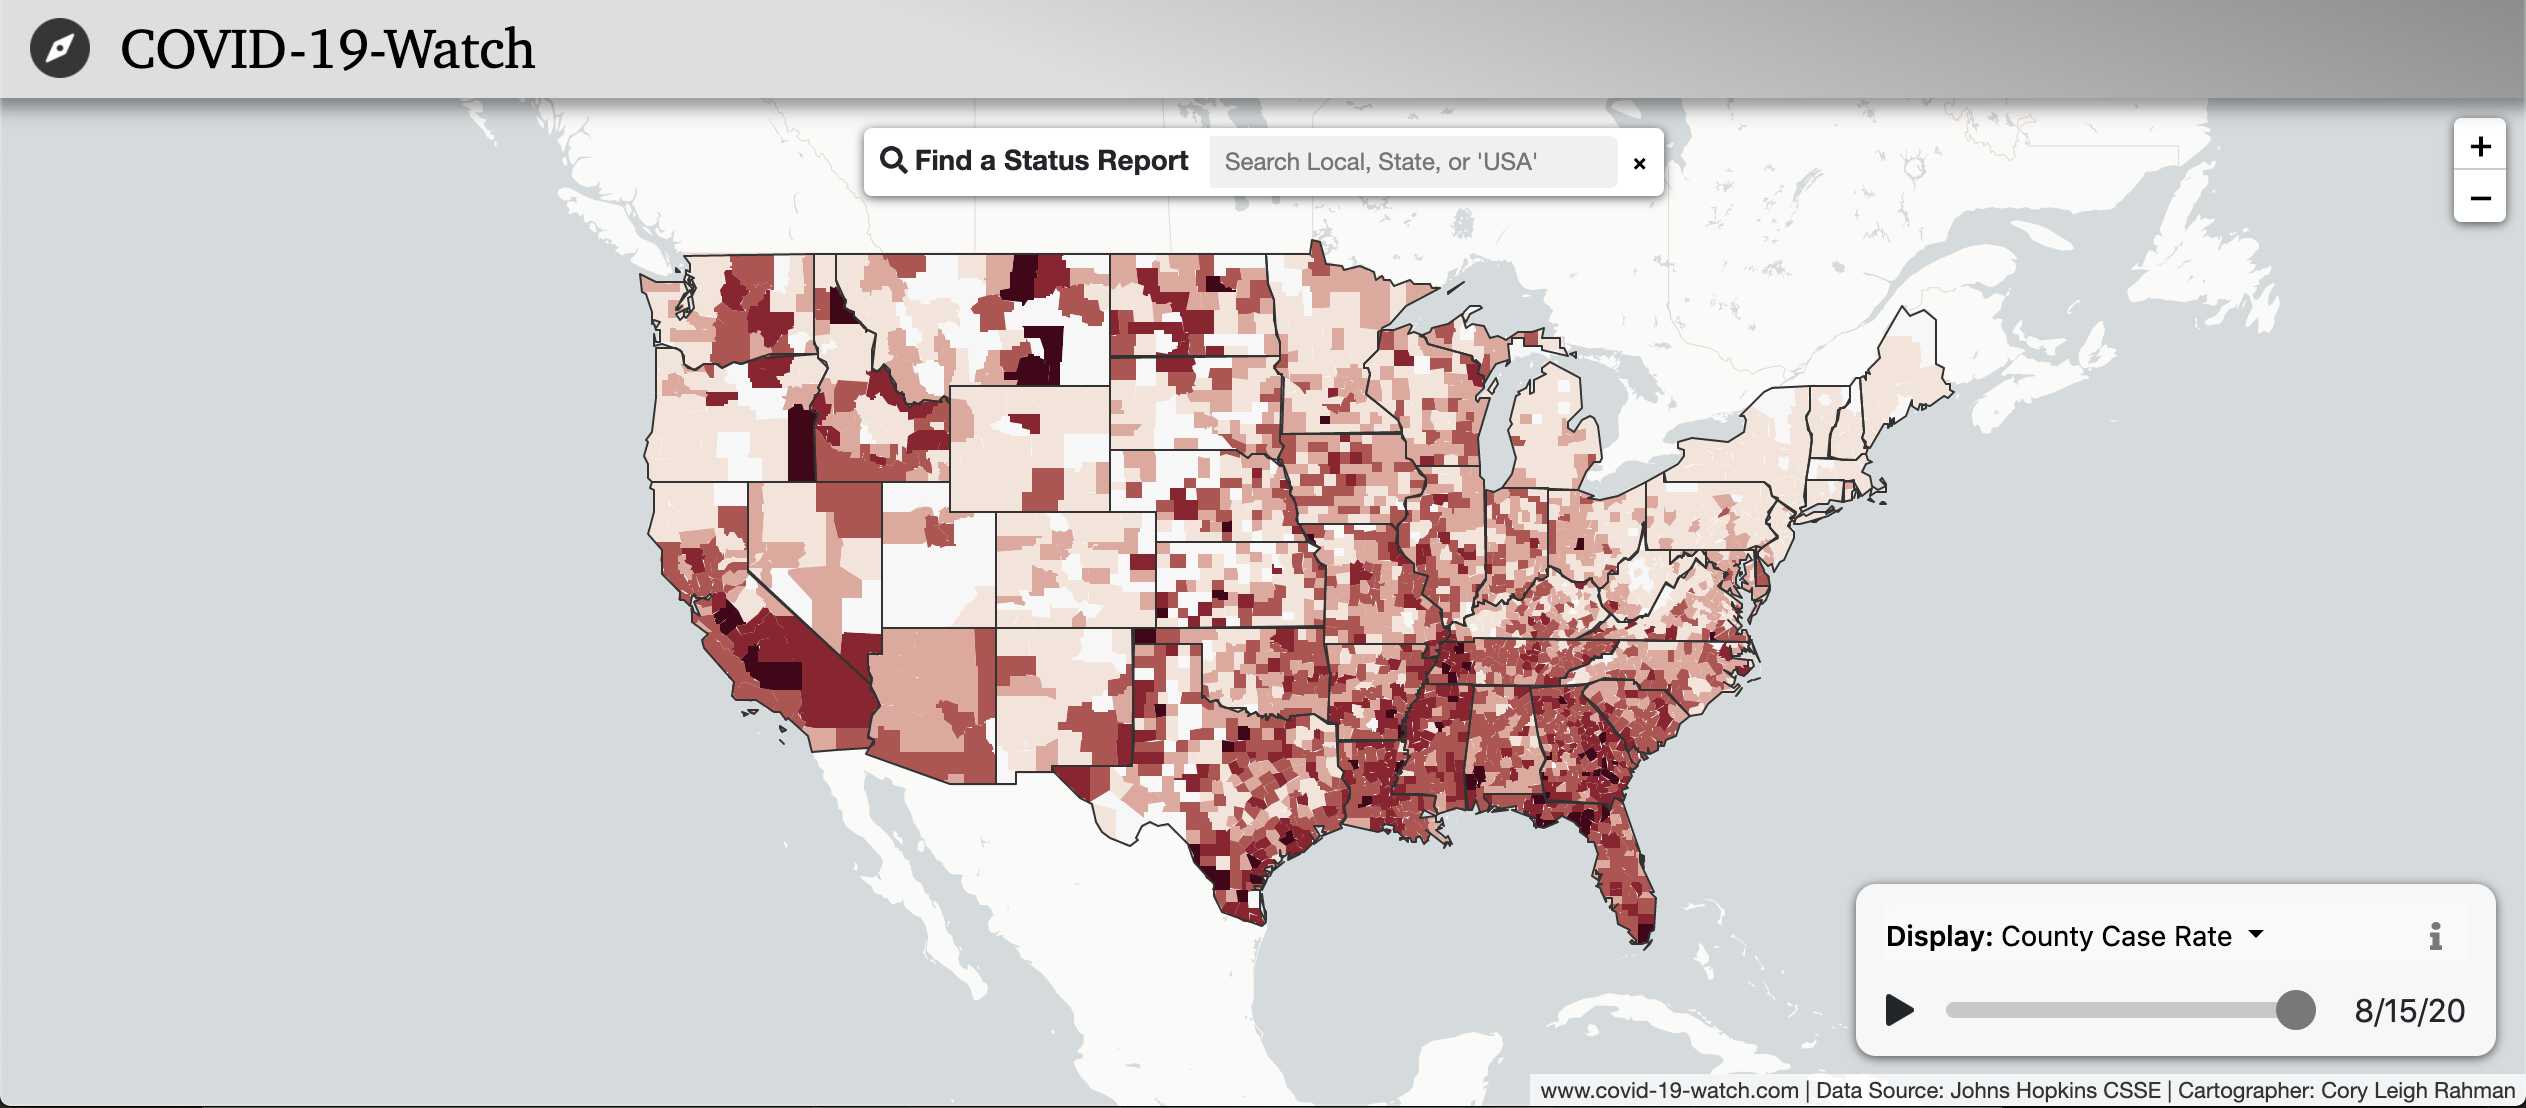 COVID-19-Watch
Find a Status Report Search Local, State, or 'USA' ×
+
−
Display: County Case Rate
8/15/20
www.covid-19-watch.com | Data Source: Johns Hopkins CSSE | Cartographer: Cory Leigh Rahman